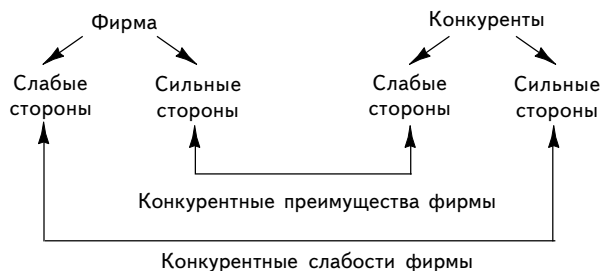 Фирма
Конкуренты
Слабые
стороны
Сильные
стороны
Слабые
стороны
Сильные
стороны
Конкурентные преимущества фирмы
Конкурентные слабости фирмы